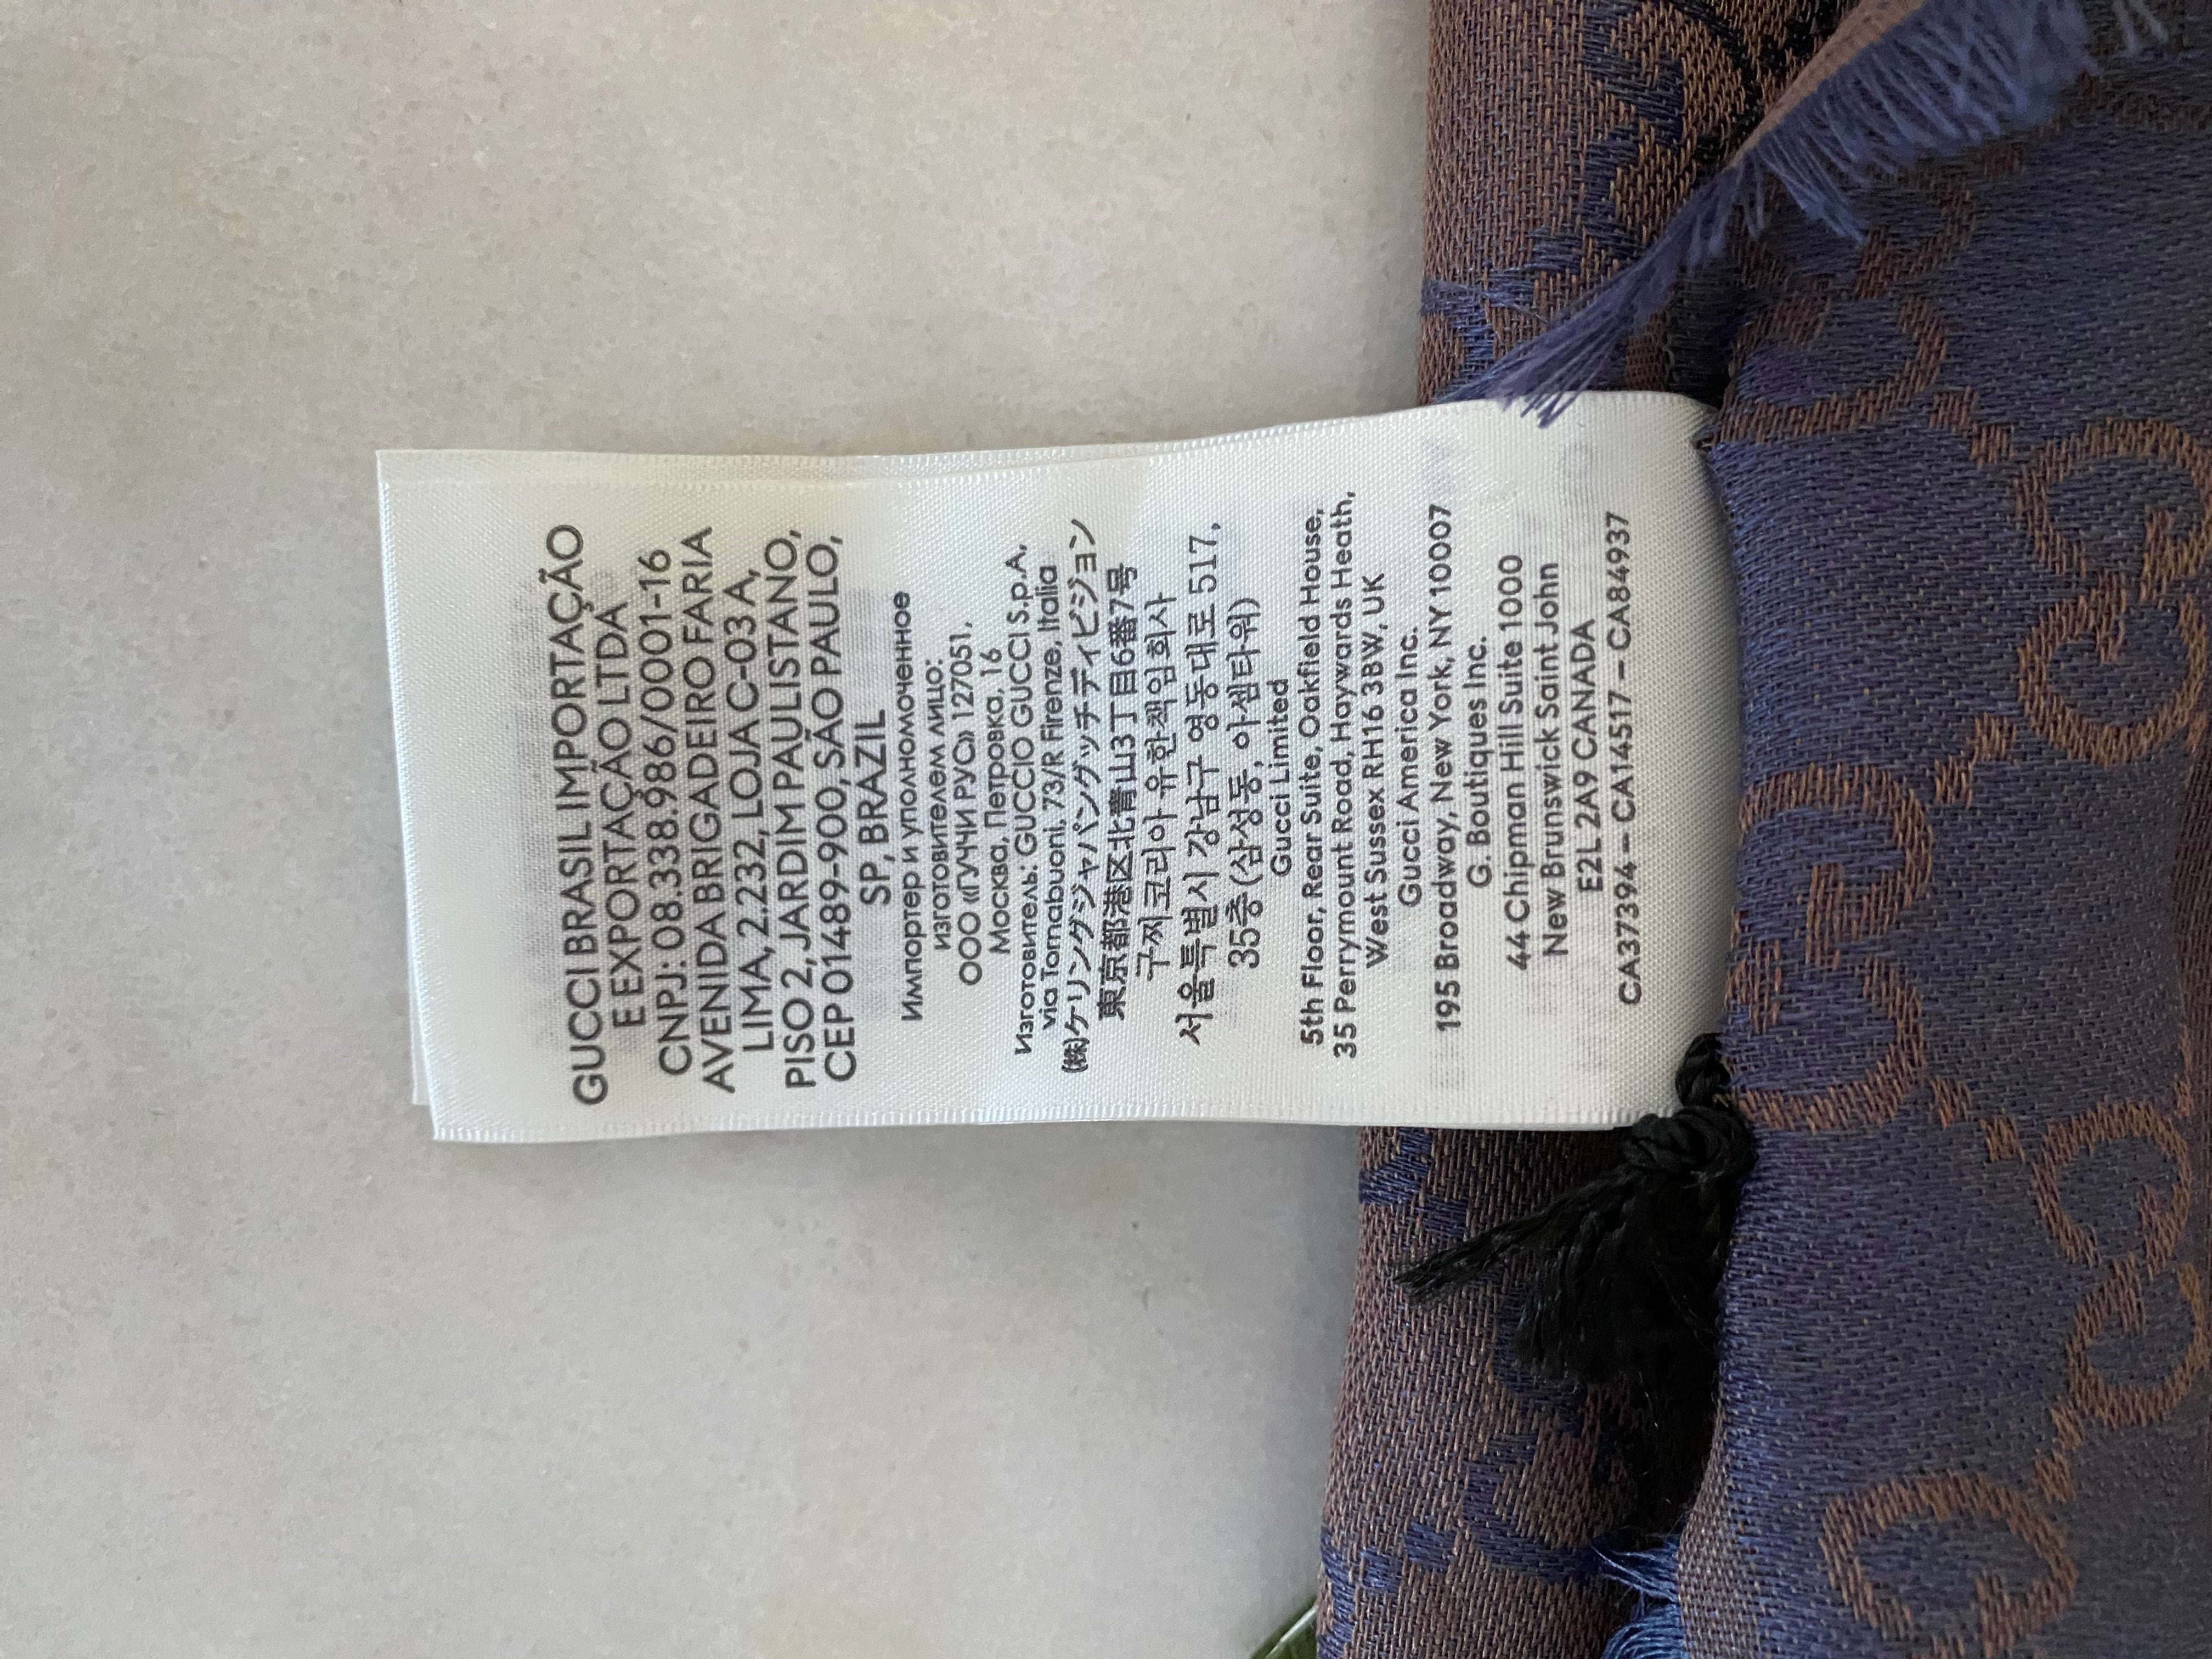 GUCCI BRASIL IMPORTAÇÃO
E EXPORTAÇÃO LTDA
CNPJ: 08.338.986/0001-16
AVENIDA BRIGADEIRO FARIA
LIMA, 2.232, LOJA C-03 A,
PISO 2, JARDIM PAULISTANO,
CEP 01489-900, SÃO PAULO,
SP, BRAZIL
Импортер и уполномоченное
изготовителем лицо:
ООО «ГУЧЧИ РУС» 127051,
Москва, Петровка, 16
Изготовитель: GUCCIO GUCCI S.p.A,
via Tornabuoni, 73/R Firenze, Italia
(株)ケリングジャパングッチディビジョン
東京都港区北青山3丁目6番7号
구찌코리아 유한책임회사
서울특별시 강남구 영동대로 517,
35층(삼성동, 아셈타워)
Gucci Limited
5th Floor, Rear Suite, Oakfield House,
35 Perrymount Road, Haywards Heath,
West Sussex RH16 3BW, UK
Gucci America Inc.
195 Broadway, New York, NY 10007
G. Boutiques Inc.
44 Chipman Hill Suite 1000
New Brunswick Saint John
E2L 2A9 CANADA
CA37394 – CA14517 – CA84937